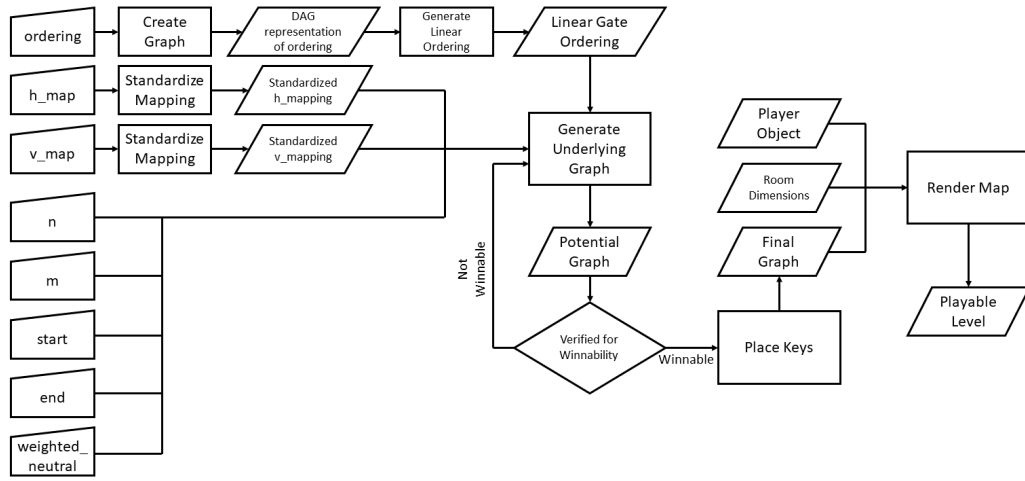 ordering
Create
Graph
DAG
representation
of ordering
Generate
Linear
Ordering
Linear Gate
Ordering
h_map
Standardize
Mapping
Standardized
h_mapping
v_map
Standardize
Mapping
Standardized
v_mapping
Generate
Underlying
Graph
n
m
start
end
weighted_
neutral
Potential
Graph
Not
Winnable
Verified for
Winnability
Winnable
Place Keys
Final
Graph
Room
Dimensions
Player
Object
Render Map
Playable
Level